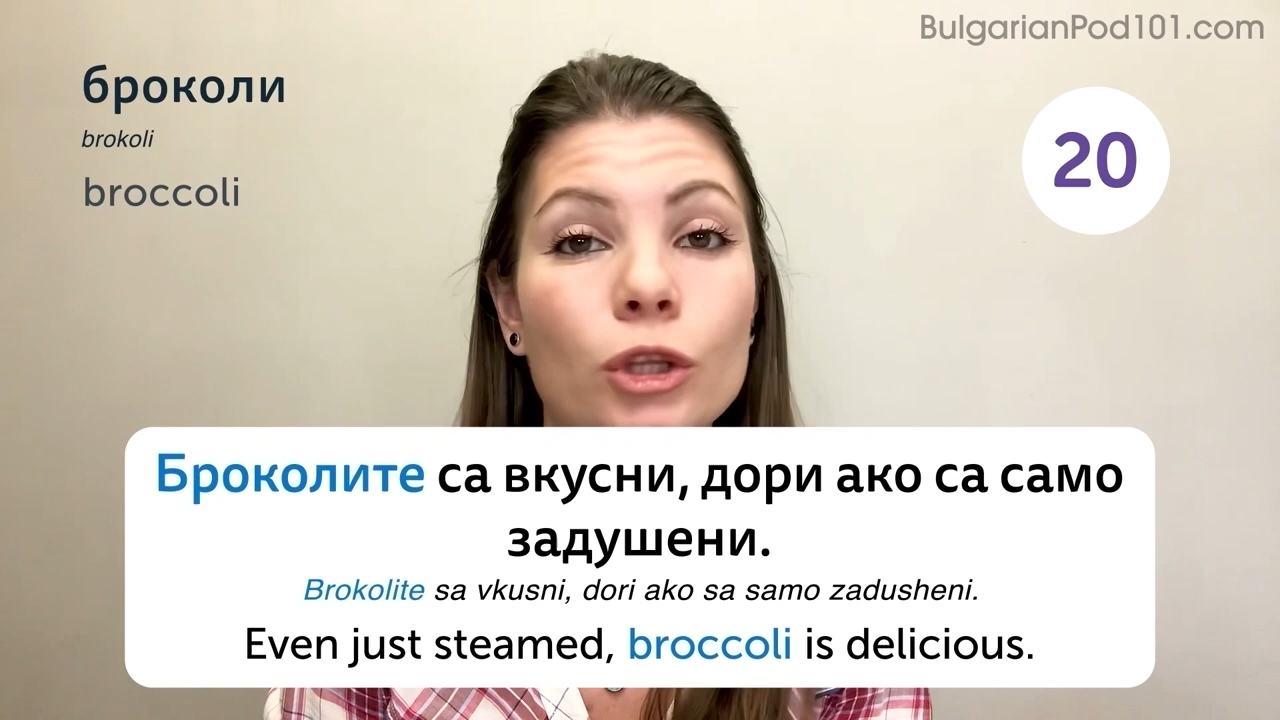 BulgarianPod101.com
броколи
brokoli
broccoli
20
Броколите са вкусни, дори ако са само
задушени.
Brokolite sa vkusni, dori ako sa samo zadusheni.
Even just steamed, broccoli is delicious.